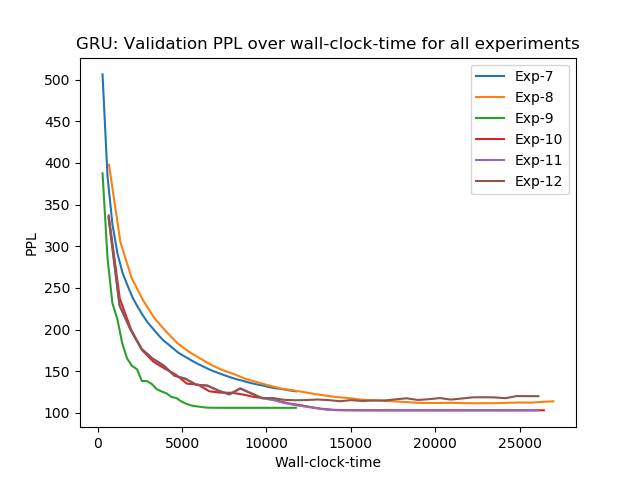 GRU: Validation PPL over wall-clock-time for all experiments
500
450
400
350
300
250
200
150
100
PPL
Exp-7
Exp-8
Exp-9
Exp-10
Exp-11
Exp-12
0 5000 10000 15000 20000 25000
Wall-clock-time